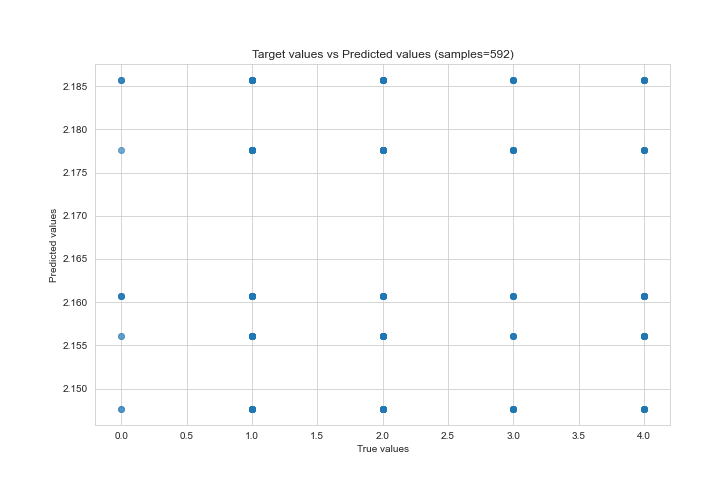 Target values vs Predicted values (samples=592)
Predicted values
2.185
2.180
2.175
2.170
2.165
2.160
2.155
2.150
0.0 0.5 1.0 1.5 2.0 2.5 3.0 3.5 4.0
True values